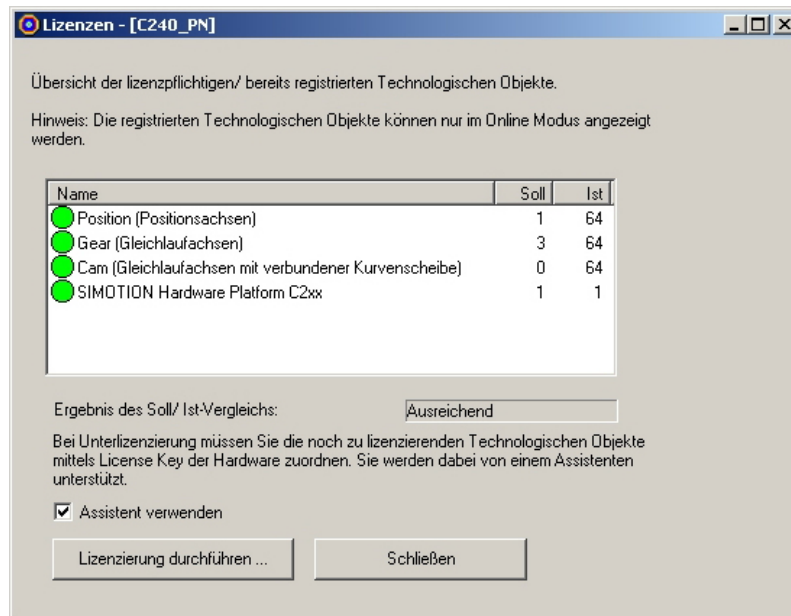 Lizenzen - [C240_PN]
Übersicht der lizenzpflichtigen/ bereits registrierten Technologischen Objekte.
Hinweis: Die registrierten Technologischen Objekte können nur im Online Modus angezeigt
werden.
Name Soll Ist
Position (Positionsachsen) 1 64
Gear (Gleichlaufachsen) 3 64
Cam (Gleichlaufachsen mit verbundener Kurvenscheibe) 0 64
SIMOTION Hardware Platform C2xx 1 1
Ergebnis des Soll/ Ist-Vergleichs: Ausreichend
Bei Unterlizenzierung müssen Sie die noch zu lizenzierenden Technologischen Objekte
mittels License Key der Hardware zuordnen. Sie werden dabei von einem Assistenten
unterstützt.
Assistent verwenden
Lizenzierung durchführen ... Schließen